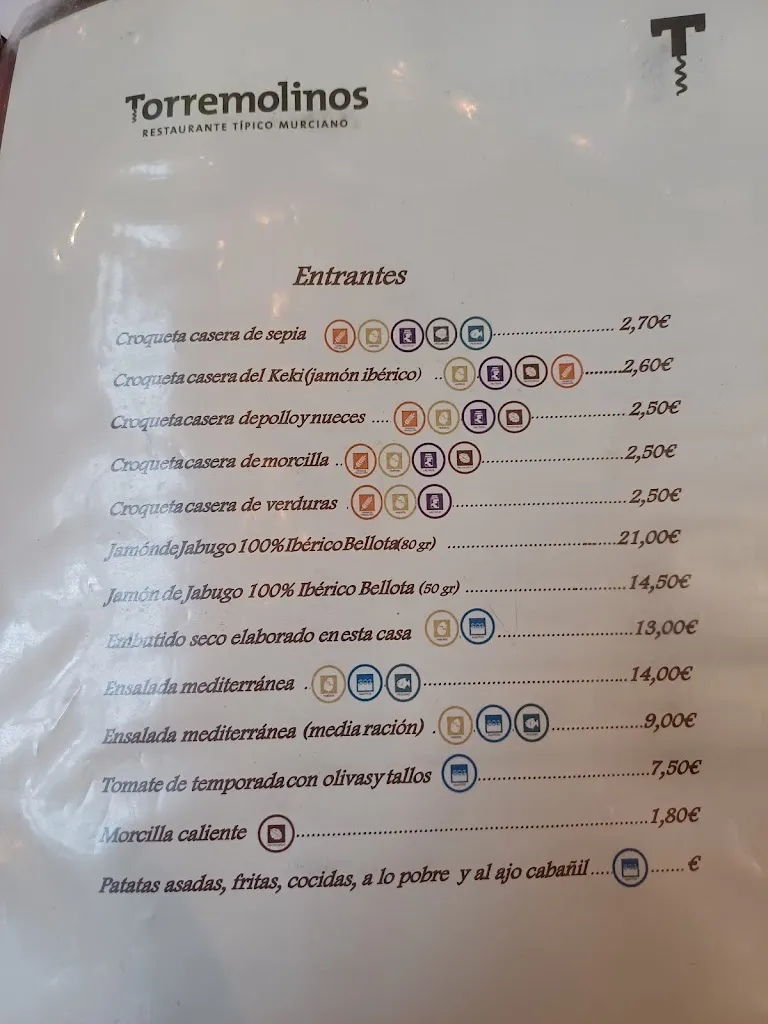 Torremolinos
RESTAURANTE TÍPICO MURCIANO
Entrantes
Croqueta casera de sepia 2,70€
Croqueta casera del Keki (jamón ibérico) 2,60€
Croqueta casera de pollo y nueces 2,50€
Croqueta casera de morcilla 2,50€
Croqueta casera de verduras 2,50€
Jamón de Jabugo 100% Ibérico Bellota (80 gr) 21,00€
Jamón de Jabugo 100% Ibérico Bellota (50 gr) 14,50€
Embutido seco elaborado en esta casa 13,00€
Ensalada mediterránea 14,00€
Ensalada mediterránea (media ración) 9,00€
Tomate de temporada con olivas y tallos 7,50€
Morcilla caliente 1,80€
Patatas asadas, fritas, cocidas, a lo pobre y al ajo cabañil €